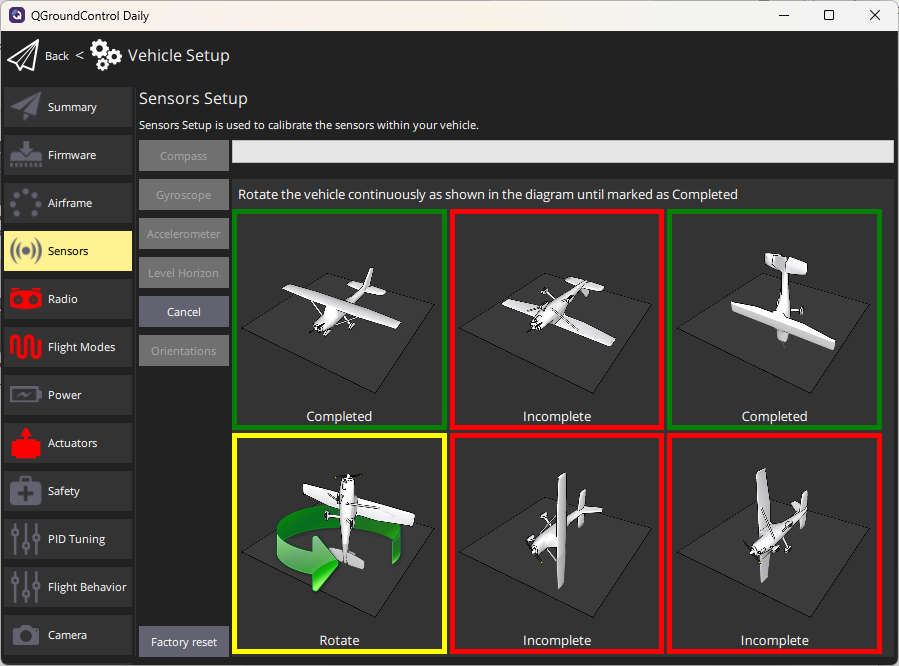 QGroundControl Daily
Back < Vehicle Setup
Summary
Firmware
Airframe
Sensors
Radio
Flight Modes
Power
Actuators
Safety
PID Tuning
Flight Behavior
Camera
Sensors Setup
Sensors Setup is used to calibrate the sensors within your vehicle.
Compass
Gyroscope
Accelerometer
Level Horizon
Cancel
Orientations
Factory reset
Rotate the vehicle continuously as shown in the diagram until marked as Completed
Completed
Incomplete
Completed
Rotate
Incomplete
Incomplete